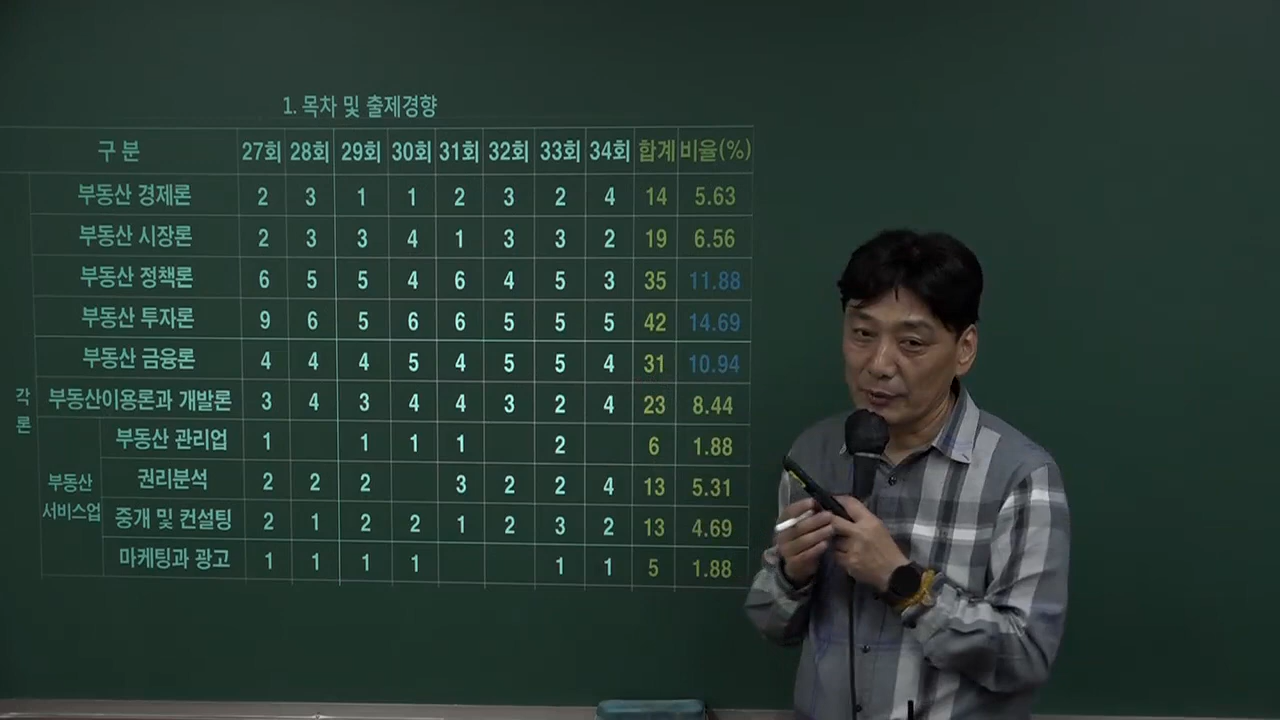 1. 목차 및 출제경향
구 분 27회 28회 29회 30회 31회 32회 33회 34회 합계 비율(%)
각론
부동산 경제론 2 3 1 1 2 3 2 4 14 5.63
부동산 시장론 2 3 3 4 1 3 3 2 19 6.56
부동산 정책론 6 5 5 4 6 4 5 3 35 11.88
부동산 투자론 9 6 5 6 6 5 5 5 42 14.69
부동산 금융론 4 4 4 5 4 5 5 4 31 10.94
부동산이용론과 개발론 3 4 3 4 4 3 2 4 23 8.44
부동산
서비스업
부동산 관리업 1 1 1 1 2 6 1.88
권리분석 2 2 2 3 2 2 4 13 5.31
중개 및 컨설팅 2 1 2 2 1 2 3 2 13 4.69
마케팅과 광고 1 1 1 1 1 1 5 1.88